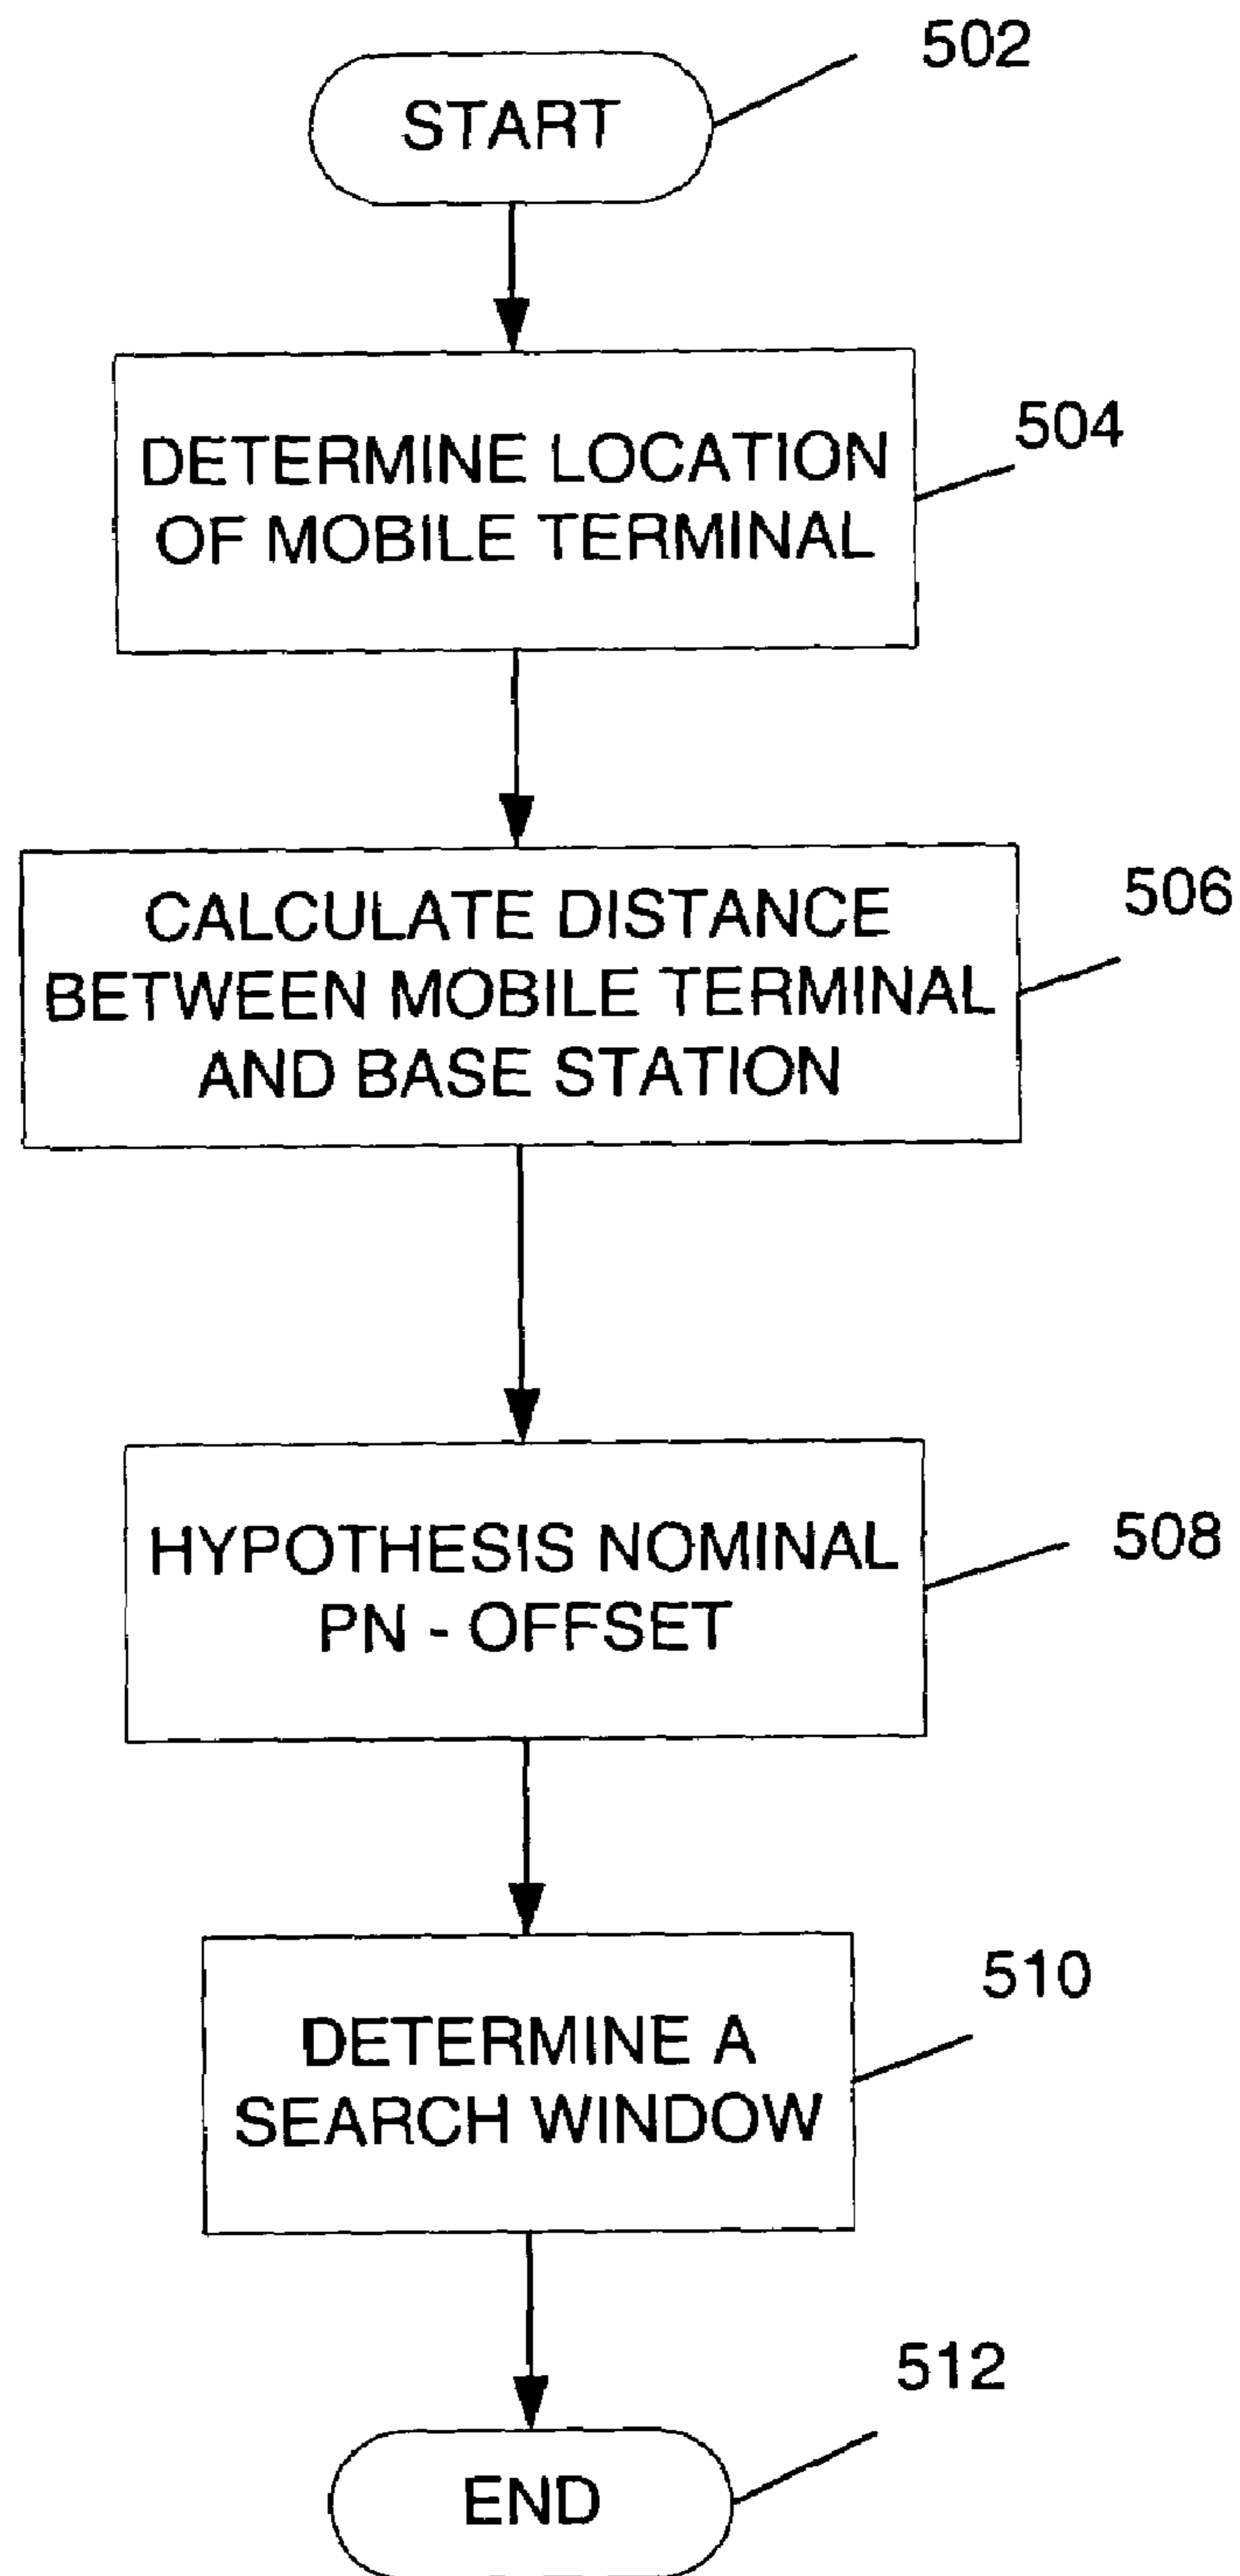 502
START
504
DETERMINE LOCATION
OF MOBILE TERMINAL
506
CALCULATE DISTANCE
BETWEEN MOBILE TERMINAL
AND BASE STATION
508
HYPOTHESIS NOMINAL
PN - OFFSET
510
DETERMINE A
SEARCH WINDOW
512
END